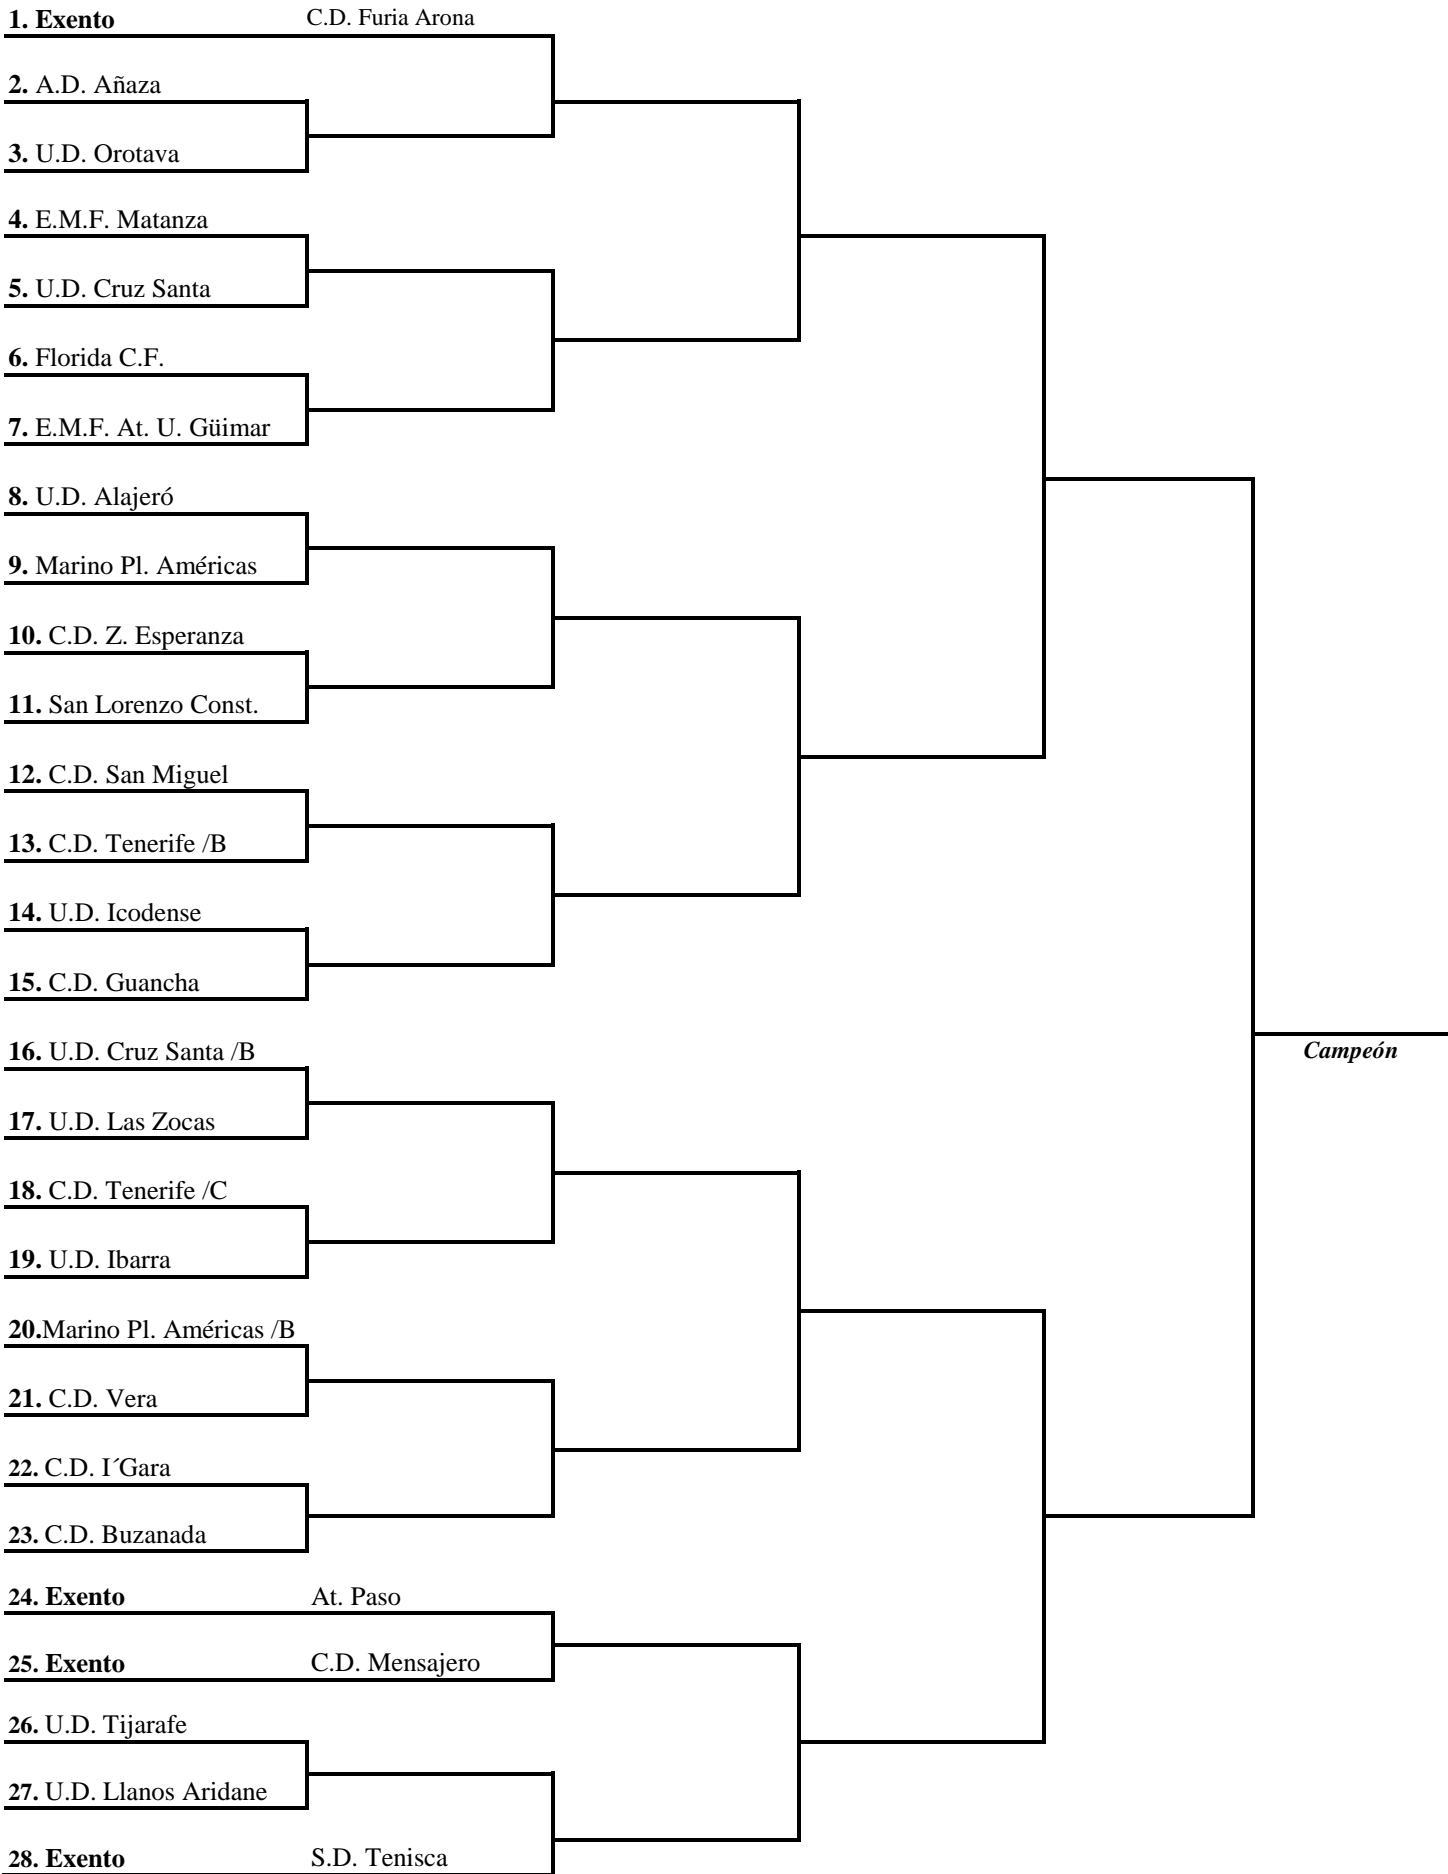 1. Exento C.D. Furia Arona
2. A.D. Añaza
3. U.D. Orotava
4. E.M.F. Matanza
5. U.D. Cruz Santa
6. Florida C.F.
7. E.M.F. At. U. Güimar
8. U.D. Alajeró
9. Marino Pl. Américas
10. C.D. Z. Esperanza
11. San Lorenzo Const.
12. C.D. San Miguel
13. C.D. Tenerife /B
14. U.D. Icodense
15. C.D. Guancha
16. U.D. Cruz Santa /B
Campeón
17. U.D. Las Zocas
18. C.D. Tenerife /C
19. U.D. Ibarra
20.Marino Pl. Américas /B
21. C.D. Vera
22. C.D. I´Gara
23. C.D. Buzanada
24. Exento At. Paso
25. Exento C.D. Mensajero
26. U.D. Tijarafe
27. U.D. Llanos Aridane
28. Exento S.D. Tenisca